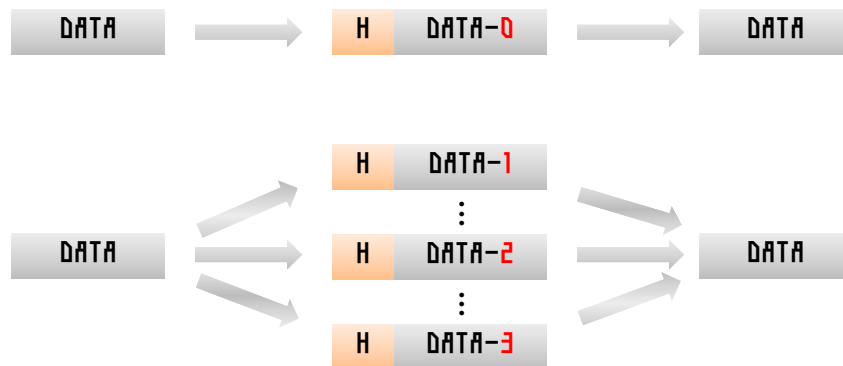 DATA H DATA-0 DATA
H DATA-1
⋮
DATA H DATA-2 DATA
⋮
H DATA-3